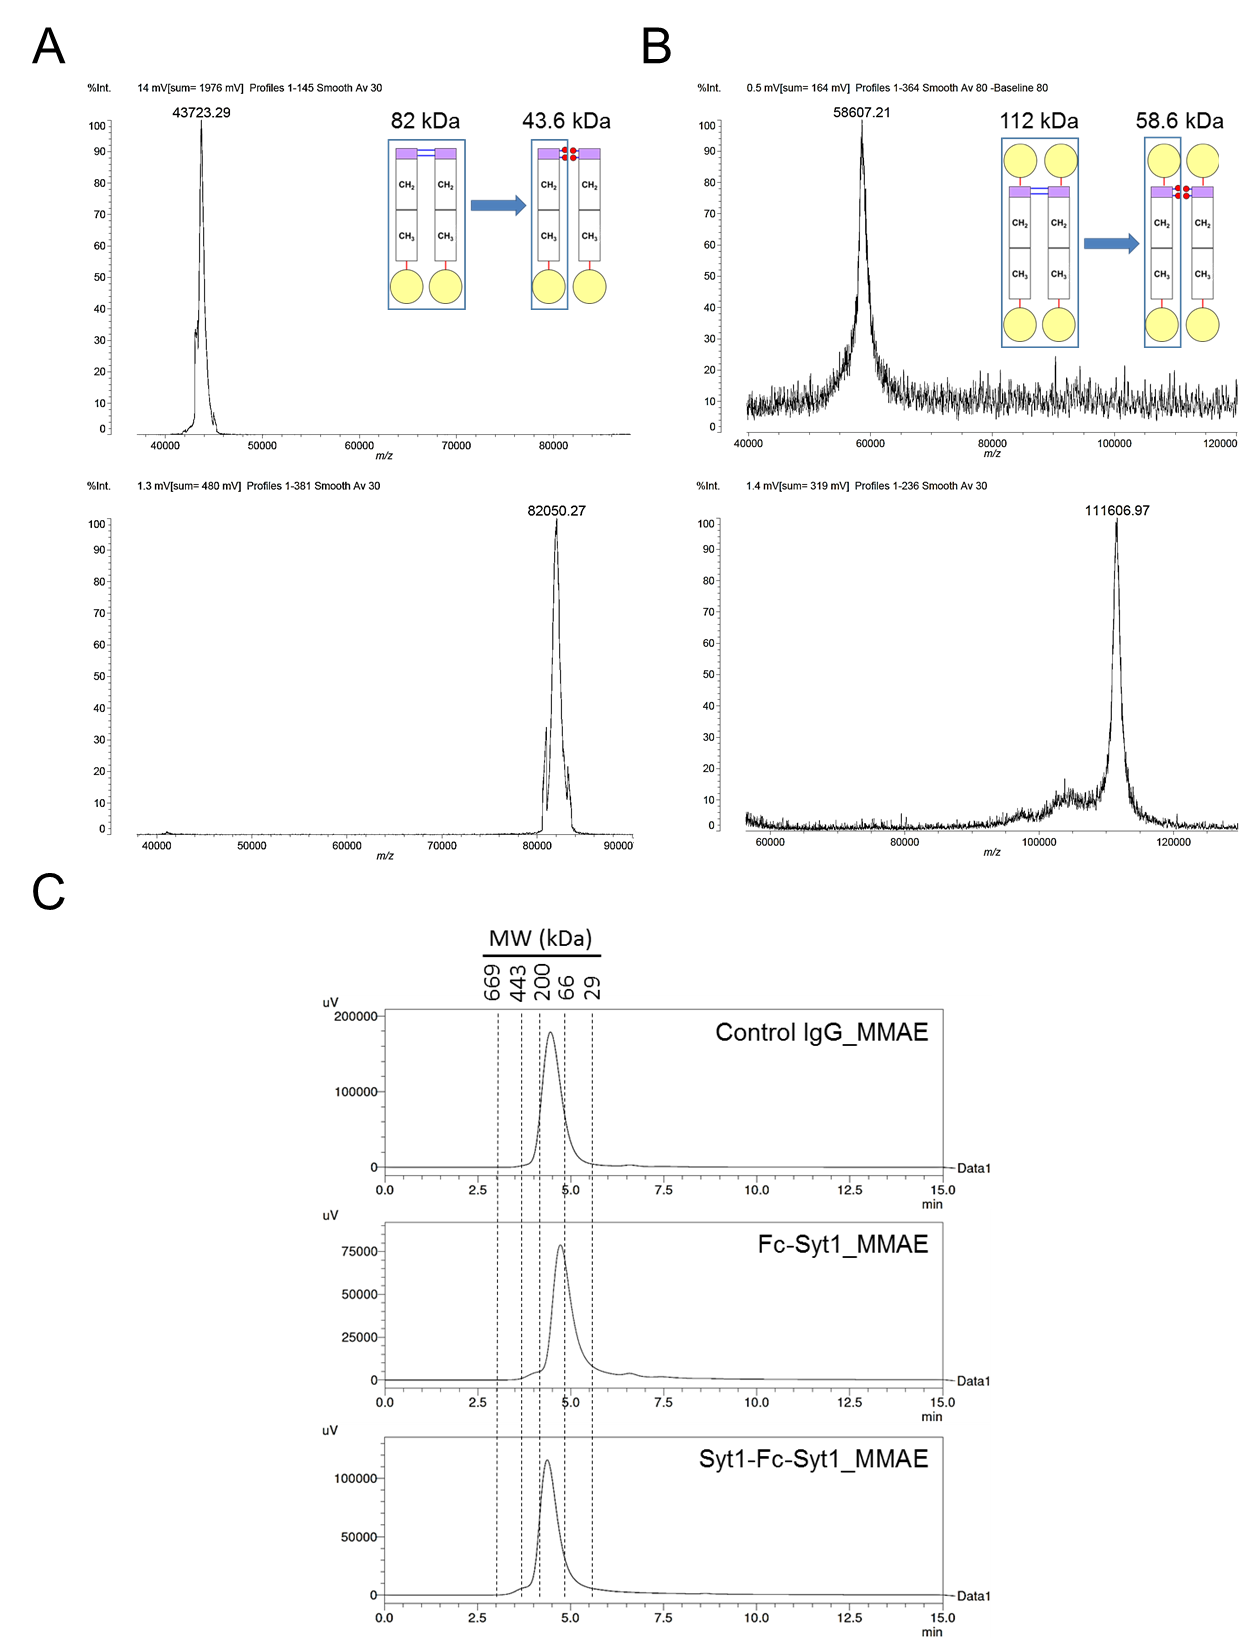 A
%Int. 14 mV[sum= 1976 mV] Profiles 1-145 Smooth Av 30
43723.29
82 kDa 43.6 kDa
CH2 CH2 CH2 CH2
CH3 CH3 CH3 CH3
100
90
80
70
60
50
40
30
20
10
0
40000 50000 60000 70000 80000
m/z
%Int. 1.3 mV[sum= 480 mV] Profiles 1-381 Smooth Av 30
82050.27
100
90
80
70
60
50
40
30
20
10
0
40000 50000 60000 70000 80000 90000
m/z
B
%Int. 0.5 mV[sum= 164 mV] Profiles 1-364 Smooth Av 80 -Baseline 80
58607.21
112 kDa 58.6 kDa
CH2 CH2 CH2 CH2
CH3 CH3 CH3 CH3
100
90
80
70
60
50
40
30
20
10
0
40000 60000 80000 100000 120000
m/z
%Int. 1.4 mV[sum= 319 mV] Profiles 1-236 Smooth Av 30
111606.97
100
90
80
70
60
50
40
30
20
10
0
60000 80000 100000 120000
m/z
C
MW (kDa)
669 443 200 66 29
uV
Control IgG_MMAE
200000
100000
0
Data1
0.0 2.5 5.0 7.5 10.0 12.5 15.0
min
uV
Fc-Syt1_MMAE
75000
50000
25000
0
Data1
0.0 2.5 5.0 7.5 10.0 12.5 15.0
min
uV
Syt1-Fc-Syt1_MMAE
100000
50000
0
Data1
0.0 2.5 5.0 7.5 10.0 12.5 15.0
min